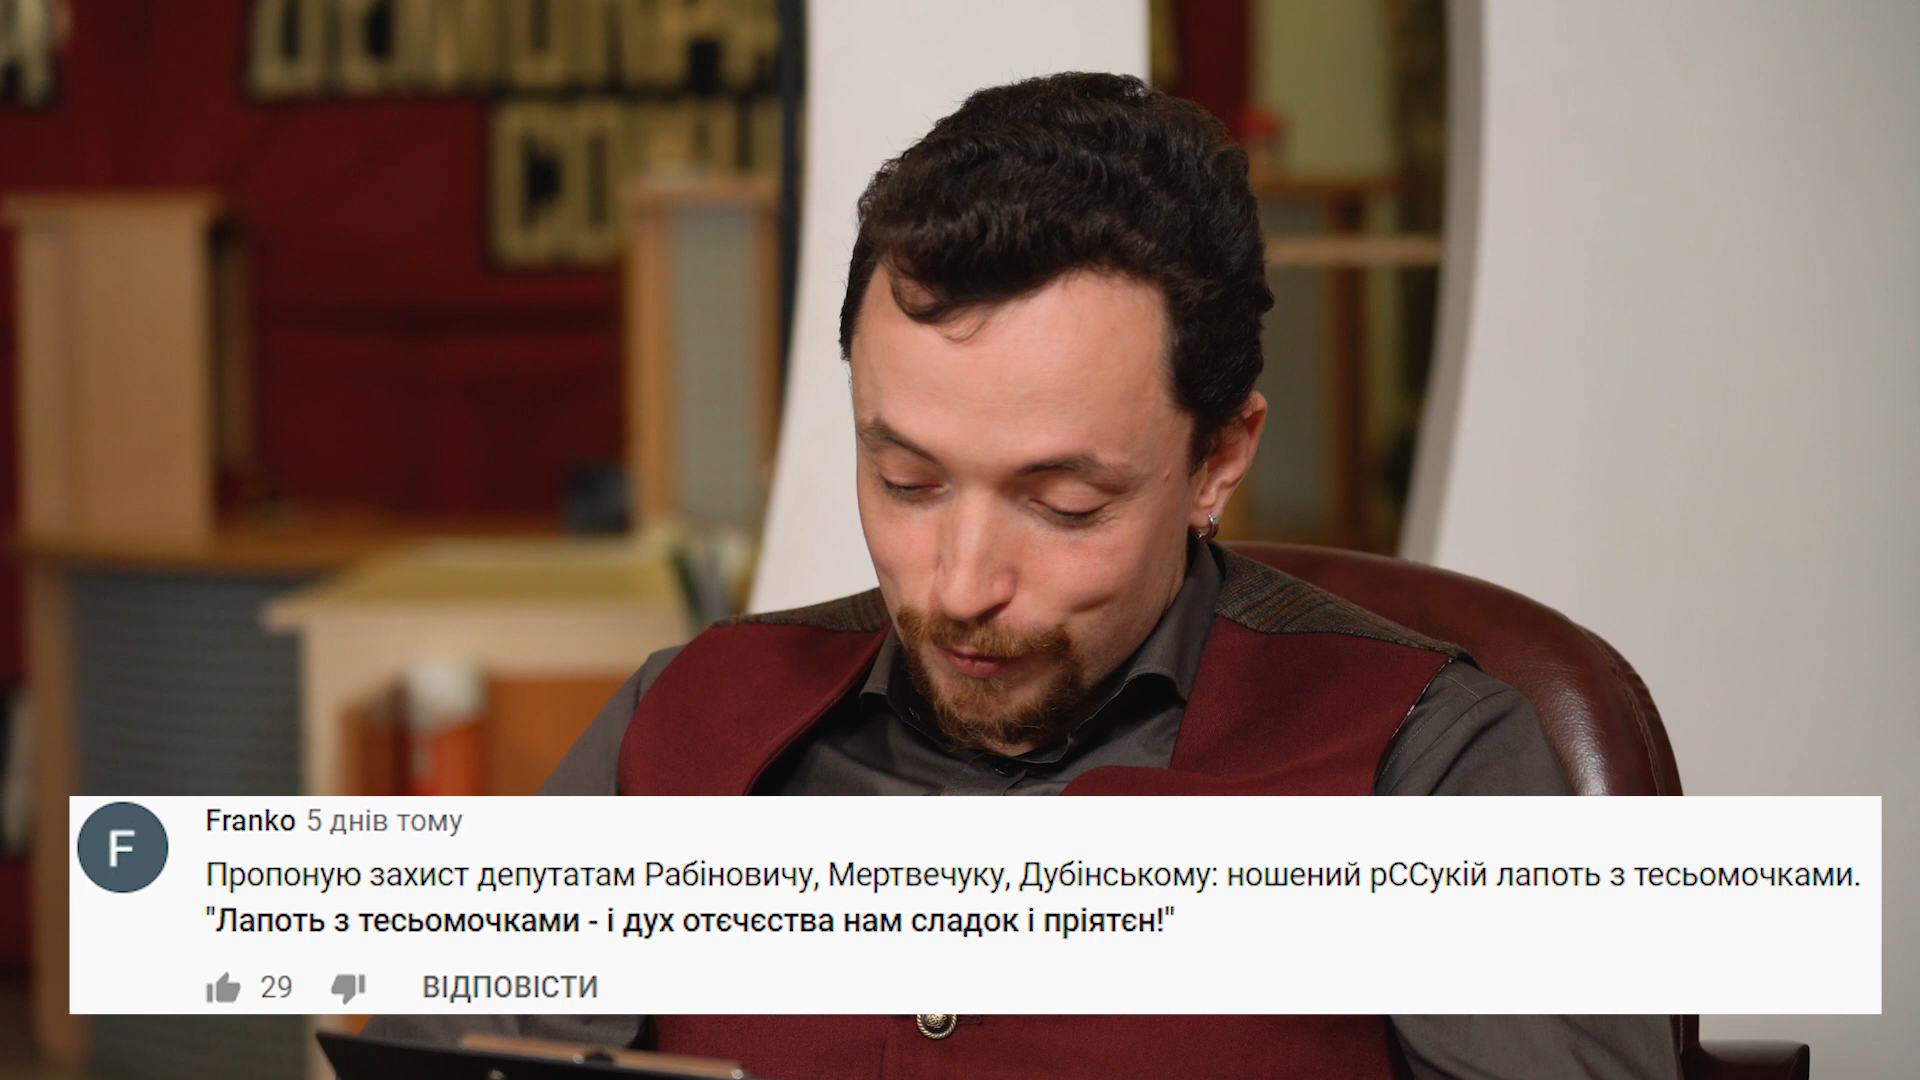 F
Franko 5 днів тому
Пропоную захист депутатам Рабіновичу, Мертвечуку, Дубінському: ношений рССукій лапоть з тесьомочками.
"Лапоть з тесьомочками - і дух отєчєства нам сладок і пріятєн!"
29 ВІДПОВІСТИ